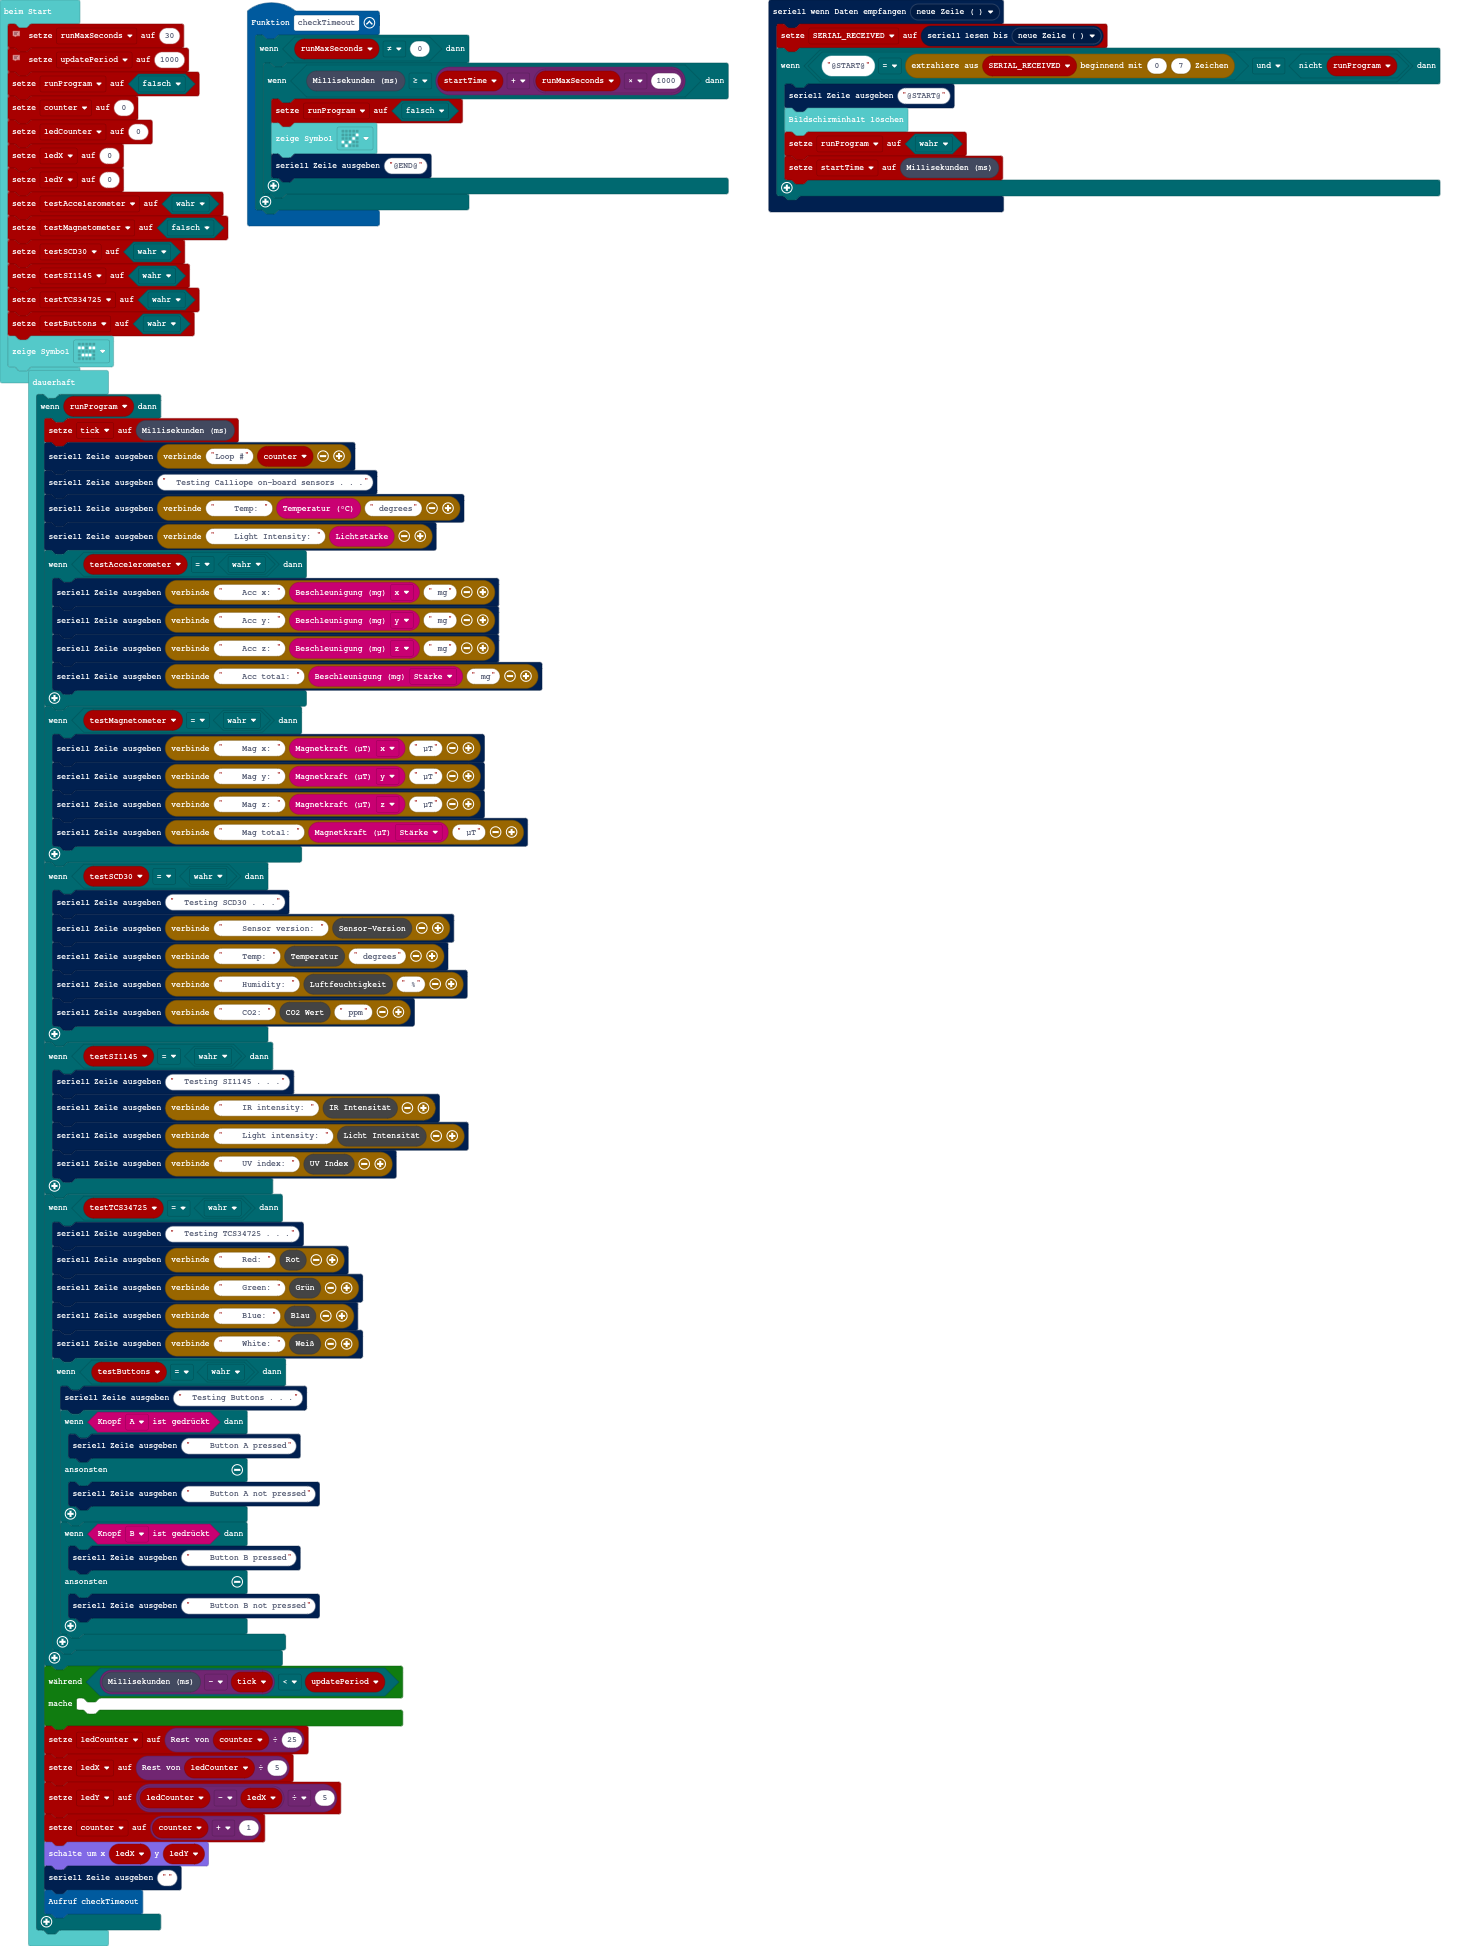 beim Start
setze runMaxSeconds auf 30
setze updatePeriod auf 1000
setze runProgram auf falsch
setze counter auf 0
setze ledCounter auf 0
setze ledX auf 0
setze ledY auf 0
setze testAccelerometer auf wahr
setze testMagnetometer auf falsch
setze testSCD30 auf wahr
setze testSI1145 auf wahr
setze testTCS34725 auf wahr
setze testButtons auf wahr
zeige Symbol
Funktion checkTimeout
wenn runMaxSeconds ≠ 0 dann
wenn Millisekunden (ms) ≥ startTime + runMaxSeconds × 1000 dann
setze runProgram auf falsch
zeige Symbol
seriell Zeile ausgeben "@END@"
seriell wenn Daten empfangen neue Zeile ( )
setze SERIAL_RECEIVED auf seriell lesen bis neue Zeile ( )
wenn "@START@" = extrahiere aus SERIAL_RECEIVED beginnend mit 0 7 Zeichen und nicht runProgram dann
seriell Zeile ausgeben "@START@"
Bildschirminhalt löschen
setze runProgram auf wahr
setze startTime auf Millisekunden (ms)
dauerhaft
wenn runProgram dann
setze tick auf Millisekunden (ms)
seriell Zeile ausgeben verbinde "Loop #" counter
seriell Zeile ausgeben " Testing Calliope on-board sensors . . ."
seriell Zeile ausgeben verbinde " Temp: " Temperatur (°C) " degrees"
seriell Zeile ausgeben verbinde " Light Intensity: " Lichtstärke
wenn testAccelerometer = wahr dann
seriell Zeile ausgeben verbinde " Acc x: " Beschleunigung (mg) x " mg"
seriell Zeile ausgeben verbinde " Acc y: " Beschleunigung (mg) y " mg"
seriell Zeile ausgeben verbinde " Acc z: " Beschleunigung (mg) z " mg"
seriell Zeile ausgeben verbinde " Acc total: " Beschleunigung (mg) Stärke " mg"
wenn testMagnetometer = wahr dann
seriell Zeile ausgeben verbinde " Mag x: " Magnetkraft (µT) x " µT"
seriell Zeile ausgeben verbinde " Mag y: " Magnetkraft (µT) y " µT"
seriell Zeile ausgeben verbinde " Mag z: " Magnetkraft (µT) z " µT"
seriell Zeile ausgeben verbinde " Mag total: " Magnetkraft (µT) Stärke " µT"
wenn testSCD30 = wahr dann
seriell Zeile ausgeben " Testing SCD30 . . ."
seriell Zeile ausgeben verbinde " Sensor version: " Sensor-Version
seriell Zeile ausgeben verbinde " Temp: " Temperatur " degrees"
seriell Zeile ausgeben verbinde " Humidity: " Luftfeuchtigkeit " %"
seriell Zeile ausgeben verbinde " CO2: " CO2 Wert " ppm"
wenn testSI1145 = wahr dann
seriell Zeile ausgeben " Testing SI1145 . . ."
seriell Zeile ausgeben verbinde " IR intensity: " IR Intensität
seriell Zeile ausgeben verbinde " Light intensity: " Licht Intensität
seriell Zeile ausgeben verbinde " UV index: " UV Index
wenn testTCS34725 = wahr dann
seriell Zeile ausgeben " Testing TCS34725 . . ."
seriell Zeile ausgeben verbinde " Red: " Rot
seriell Zeile ausgeben verbinde " Green: " Grün
seriell Zeile ausgeben verbinde " Blue: " Blau
seriell Zeile ausgeben verbinde " White: " Weiß
wenn testButtons = wahr dann
seriell Zeile ausgeben " Testing Buttons . . ."
wenn Knopf A ist gedrückt dann
seriell Zeile ausgeben " Button A pressed"
ansonsten
seriell Zeile ausgeben " Button A not pressed"
wenn Knopf B ist gedrückt dann
seriell Zeile ausgeben " Button B pressed"
ansonsten
seriell Zeile ausgeben " Button B not pressed"
während Millisekunden (ms) - tick < updatePeriod
mache
setze ledCounter auf Rest von counter ÷ 25
setze ledX auf Rest von ledCounter ÷ 5
setze ledY auf ledCounter - ledX ÷ 5
setze counter auf counter + 1
schalte um x ledX y ledY
seriell Zeile ausgeben ""
Aufruf checkTimeout